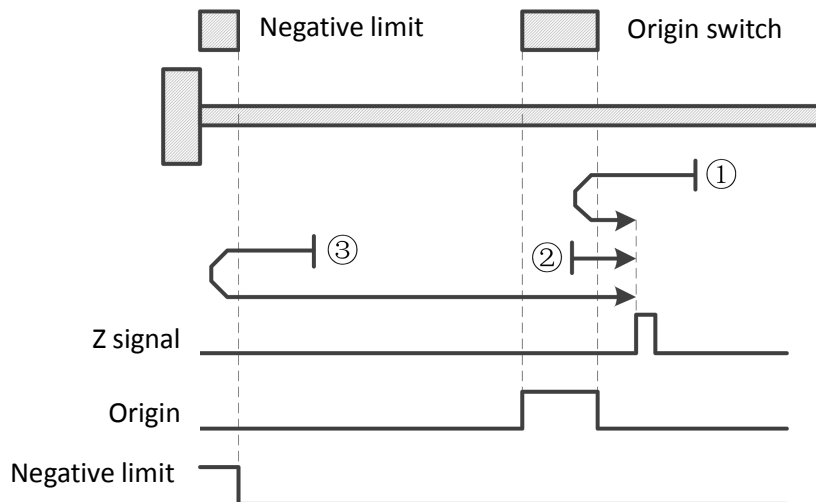 Negative limit
Origin switch
①
③
②
Z signal
Origin
Negative limit